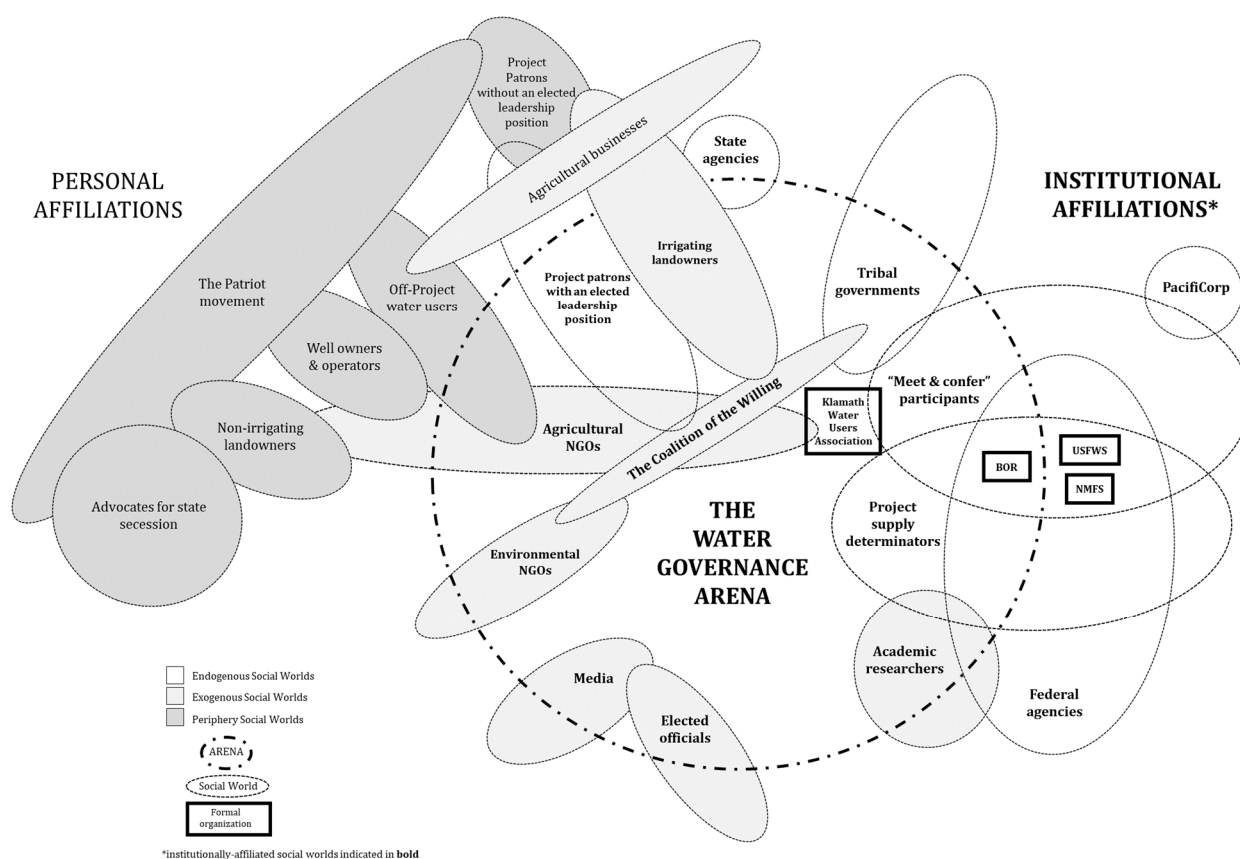 Project
Patrons
without an elected
leadership
position
Agricultural businesses
State
agencies
PERSONAL
AFFILIATIONS
INSTITUTIONAL
AFFILIATIONS*
Irrigating
landowners
Tribal
governments
PacifiCorp
The Patriot
movement
Off-Project
water users
Project patrons
with an elected
leadership
position
Well owners
& operators
"Meet & confer"
participants
Klamath
Water
Users
Association
Non-irrigating
landowners
Agricultural
NGOs
The Coalition of the Willing
BOR
USFWS
NMFS
Advocates for state
secession
THE
WATER
GOVERNANCE
ARENA
Project
supply
determinators
Environmental
NGOs
Media
Elected
officials
Academic
researchers
Federal
agencies
Endogenous Social Worlds
Exogenous Social Worlds
Periphery Social Worlds
ARENA
Social World
Formal
organization
*institutionally-affiliated social worlds indicated in bold